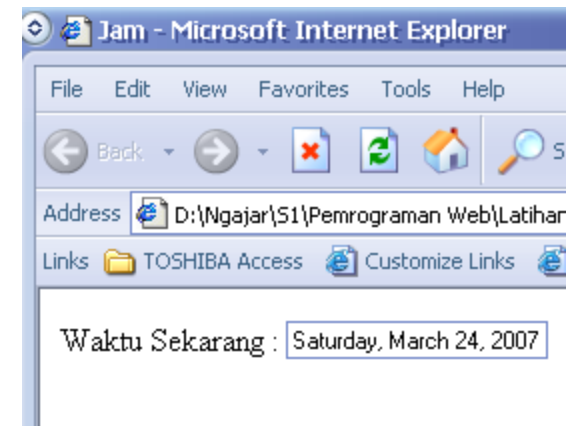 Jam - Microsoft Internet Explorer
File Edit View Favorites Tools Help
Back S
Address D:\Ngajar\S1\Pemrograman Web\Latihan
Links TOSHIBA Access Customize Links
Waktu Sekarang : Saturday, March 24, 2007